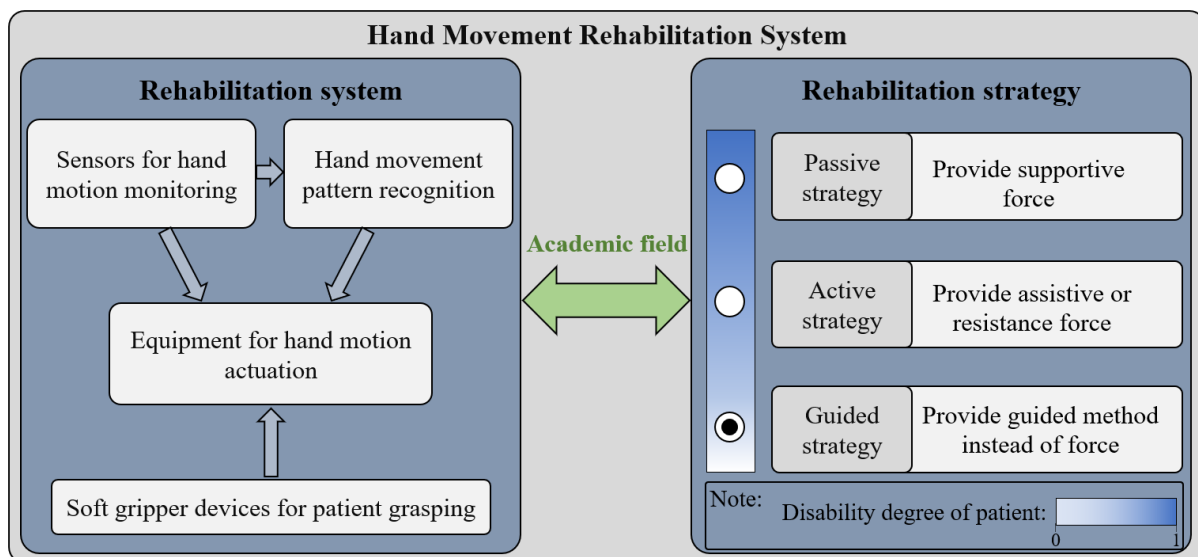 Hand Movement Rehabilitation System
Rehabilitation system
Sensors for hand
motion monitoring
Hand movement
pattern recognition
Equipment for hand motion
actuation
Soft gripper devices for patient grasping
Academic field
Rehabilitation strategy
Passive
strategy
Provide supportive
force
Active
strategy
Provide assistive or
resistance force
Guided
strategy
Provide guided method
instead of force
Note:
Disability degree of patient:
0
1